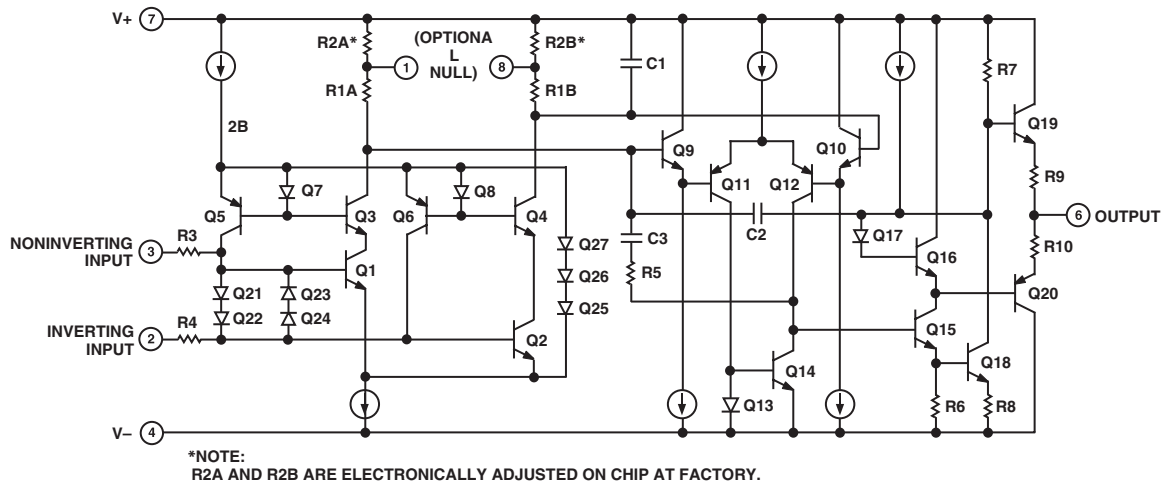 V+ 7
R2A*
(OPTIONA
L
NULL)
1
8
R2B*
R1A
R1B
C1
R7
2B
Q19
Q9
Q10
R9
Q7
Q8
Q11
Q12
Q5
Q3
Q6
Q4
6 OUTPUT
C2
Q17
R10
NONINVERTING
INPUT
3
R3
Q27
C3
Q16
Q1
Q26
R5
Q20
Q21
Q23
Q25
Q22
Q24
INVERTING
INPUT
2
R4
Q2
Q15
Q18
Q14
Q13
R6
R8
V– 4
*NOTE:
R2A AND R2B ARE ELECTRONICALLY ADJUSTED ON CHIP AT FACTORY.